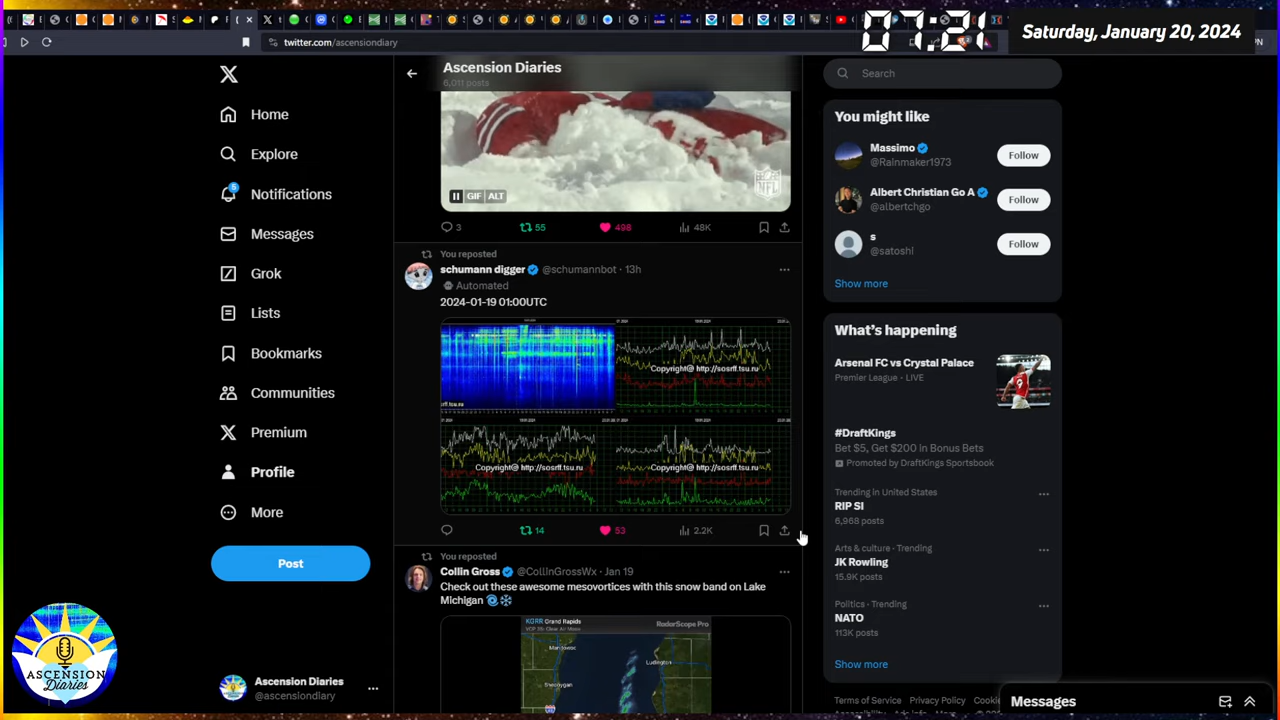 07:21
Saturday, January 20, 2024
twitter.com/ascensiondiary
Home
Explore
5
Notifications
Messages
Grok
Lists
Bookmarks
Communities
Premium
Profile
More
Post
ASCENSION
Diaries
Ascension Diaries
@ascensiondiary
Ascension Diaries
6,011 posts
GIF ALT
NFL
3 55 498 48K
You reposted
schumann digger @schumannbot · 13h
Automated
2024-01-19 01:00UTC
Copyright@ http://sosrff.tsu.ru
Copyright@ http://sosrff.tsu.ru
Copyright@ http://sosrff.tsu.ru
14 53 2.2K
You reposted
Collin Gross @CollinGrossWx · Jan 19
Check out these awesome mesovortices with this snow band on Lake
Michigan 🌀❄️
KGRR Grand Rapids
RadarScope Pro
Manitowoc
Ludington
Sheboygan
Search
You might like
Massimo
@Rainmaker1973
Follow
Albert Christian Go A
@albertchgo
Follow
s
@satoshi
Follow
Show more
What's happening
Arsenal FC vs Crystal Palace
Premier League · LIVE
#DraftKings
Bet $5, Get $200 in Bonus Bets
Promoted by DraftKings Sportsbook
Trending in United States
RIP SI
6,968 posts
Arts & culture · Trending
JK Rowling
15.9K posts
Politics · Trending
NATO
113K posts
Show more
Terms of Service Privacy Policy
Messages